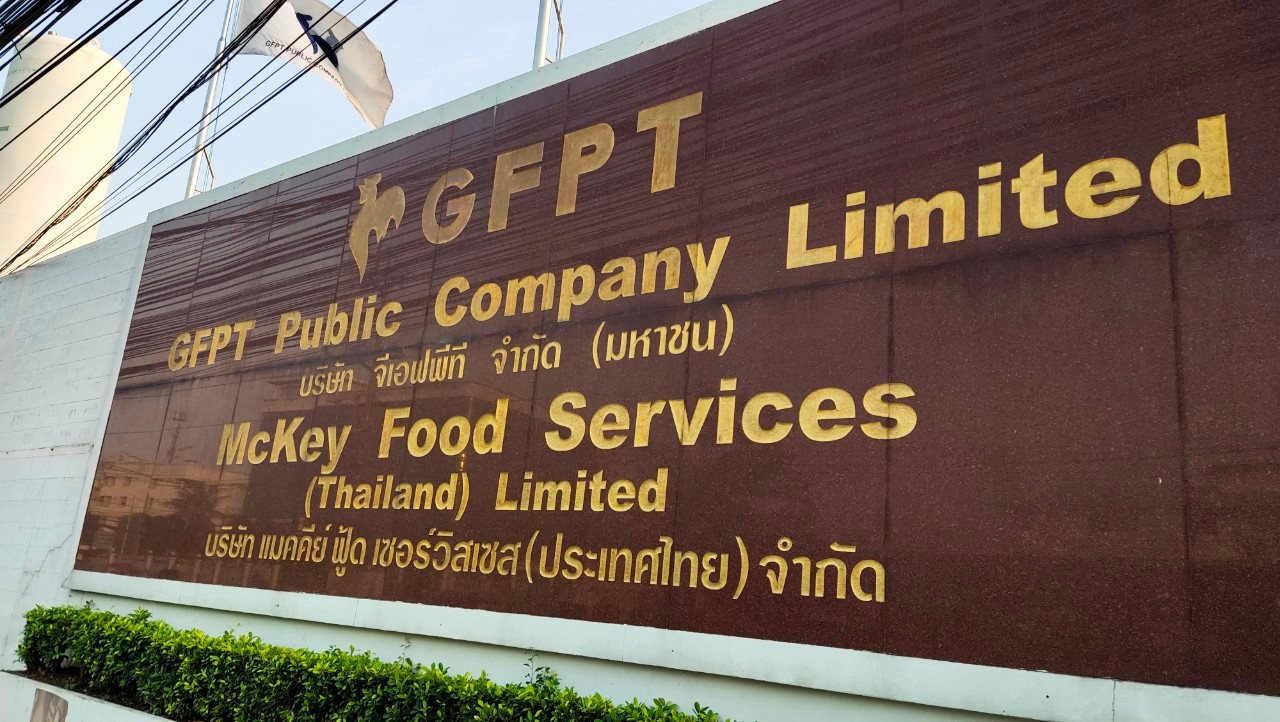 GFPT PUBLIC COMPANY
GFPT
GFPT Public Company Limited
บริษัท จีเอฟพีที จำกัด (มหาชน)
McKey Food Services
(Thailand) Limited
บริษัท แมคคีย์ ฟู้ด เซอร์วิสเซส (ประเทศไทย) จำกัด